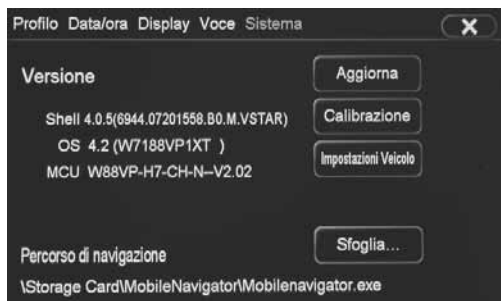 Profilo Data/ora Display Voce Sistema
X
Versione
Aggiorna
Shell 4.0.5(6944.07201558.B0.M.VSTAR)
Calibrazione
OS 4.2 (W7188VP1XT )
Impostazioni Veicolo
MCU W88VP-H7-CH-N--V2.02
Sfoglia...
Percorso di navigazione
\Storage Card\MobileNavigator\Mobilenavigator.exe